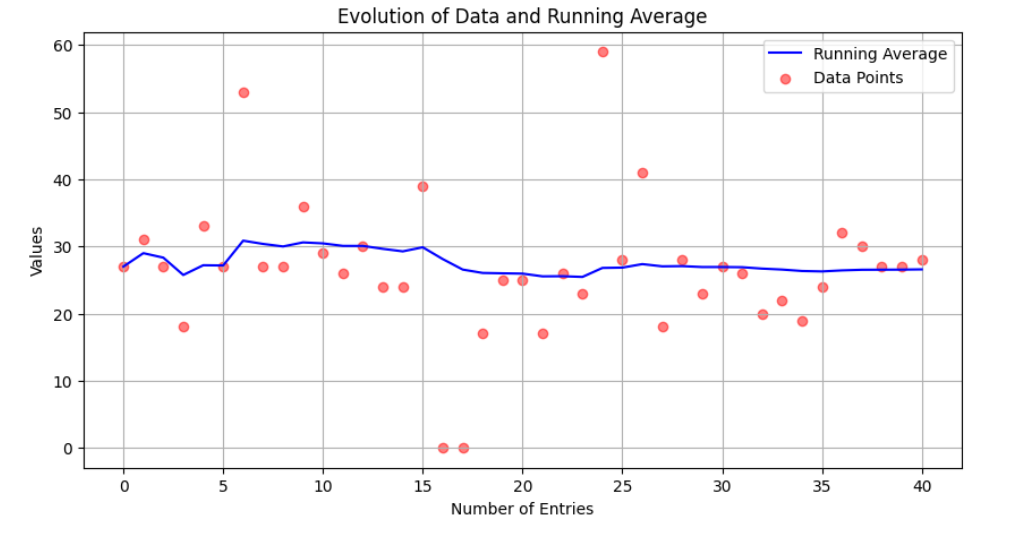 Evolution of Data and Running Average
Running Average
Data Points
Values
60
50
40
30
20
10
0
0 5 10 15 20 25 30 35 40
Number of Entries